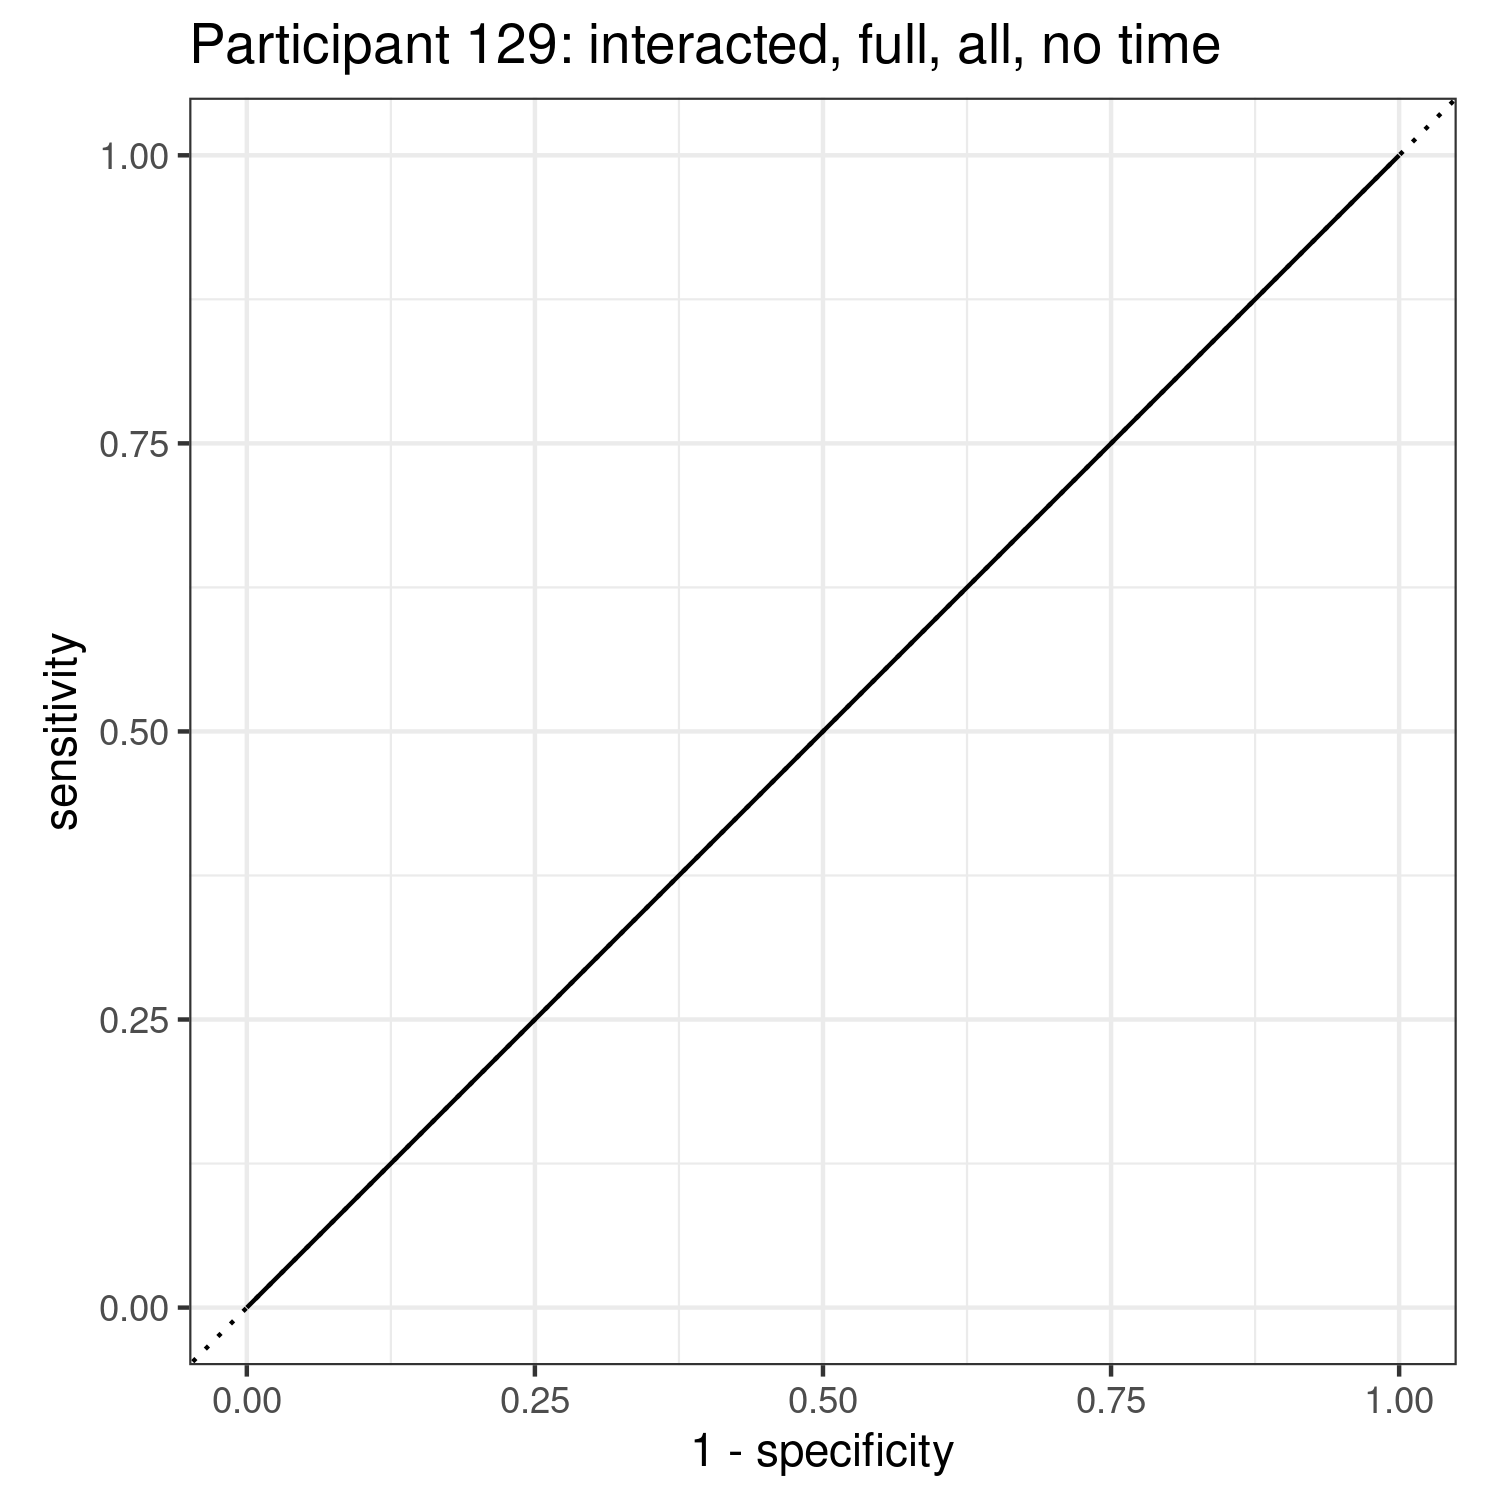 Participant 129: interacted, full, all, no time
1.00
0.75
0.50
0.25
0.00
sensitivity
0.00 0.25 0.50 0.75 1.00
1 - specificity